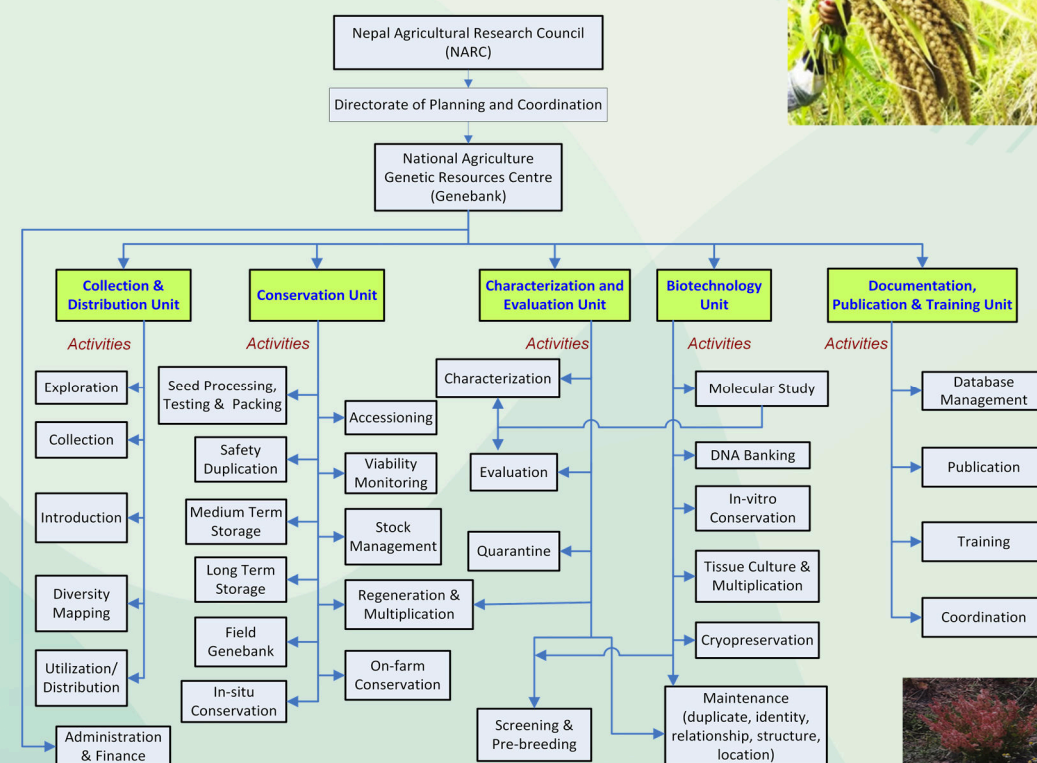 Nepal Agricultural Research Council
(NARC)
Directorate of Planning and Coordination
National Agriculture
Genetic Resources Centre
(Genebank)
Collection &
Distribution Unit
Conservation Unit
Characterization and
Evaluation Unit
Biotechnology
Unit
Documentation,
Publication & Training Unit
Activities
Exploration
Collection
Introduction
Diversity
Mapping
Utilization/
Distribution
Administration
& Finance
Activities
Seed Processing,
Testing & Packing
Accessioning
Safety
Duplication
Viability
Monitoring
Medium Term
Storage
Stock
Management
Long Term
Storage
Regeneration &
Multiplication
Field
Genebank
On-farm
Conservation
In-situ
Conservation
Activities
Characterization
Evaluation
Quarantine
Screening &
Pre-breeding
Activities
Molecular Study
DNA Banking
In-vitro
Conservation
Tissue Culture &
Multiplication
Cryopreservation
Maintenance
(duplicate, identity,
relationship, structure,
location)
Activities
Database
Management
Publication
Training
Coordination